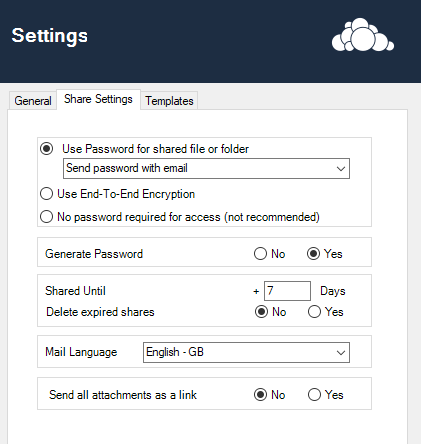 Settings
General Share Settings Templates
Use Password for shared file or folder
Send password with email
Use End-To-End Encryption
No password required for access (not recommended)
Generate Password No Yes
Shared Until + 7 Days
Delete expired shares No Yes
Mail Language English - GB
Send all attachments as a link No Yes